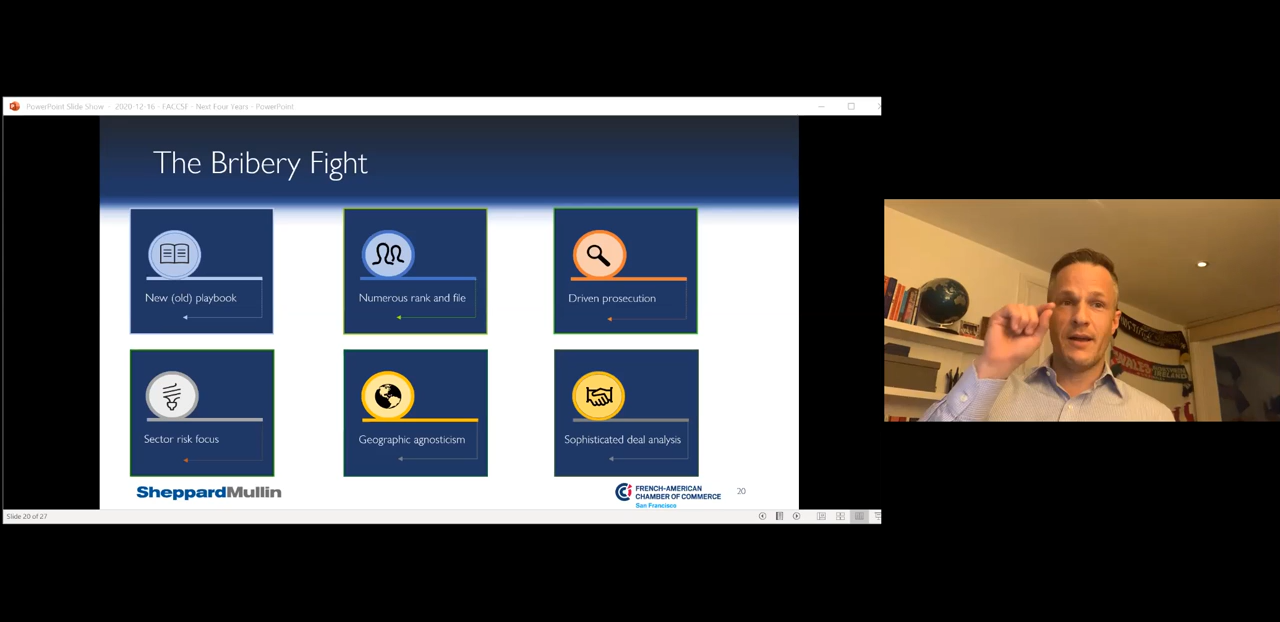 PowerPoint Slide Show - 2020-12-16 - FACCSF - Next Four Years - PowerPoint
The Bribery Fight
New (old) playbook
Numerous rank and file
Driven prosecution
Sector risk focus
Geographic agnosticism
Sophisticated deal analysis
SheppardMullin
FRENCH-AMERICAN
CHAMBER OF COMMERCE
San Francisco
20
Slide 20 of 27
WALES